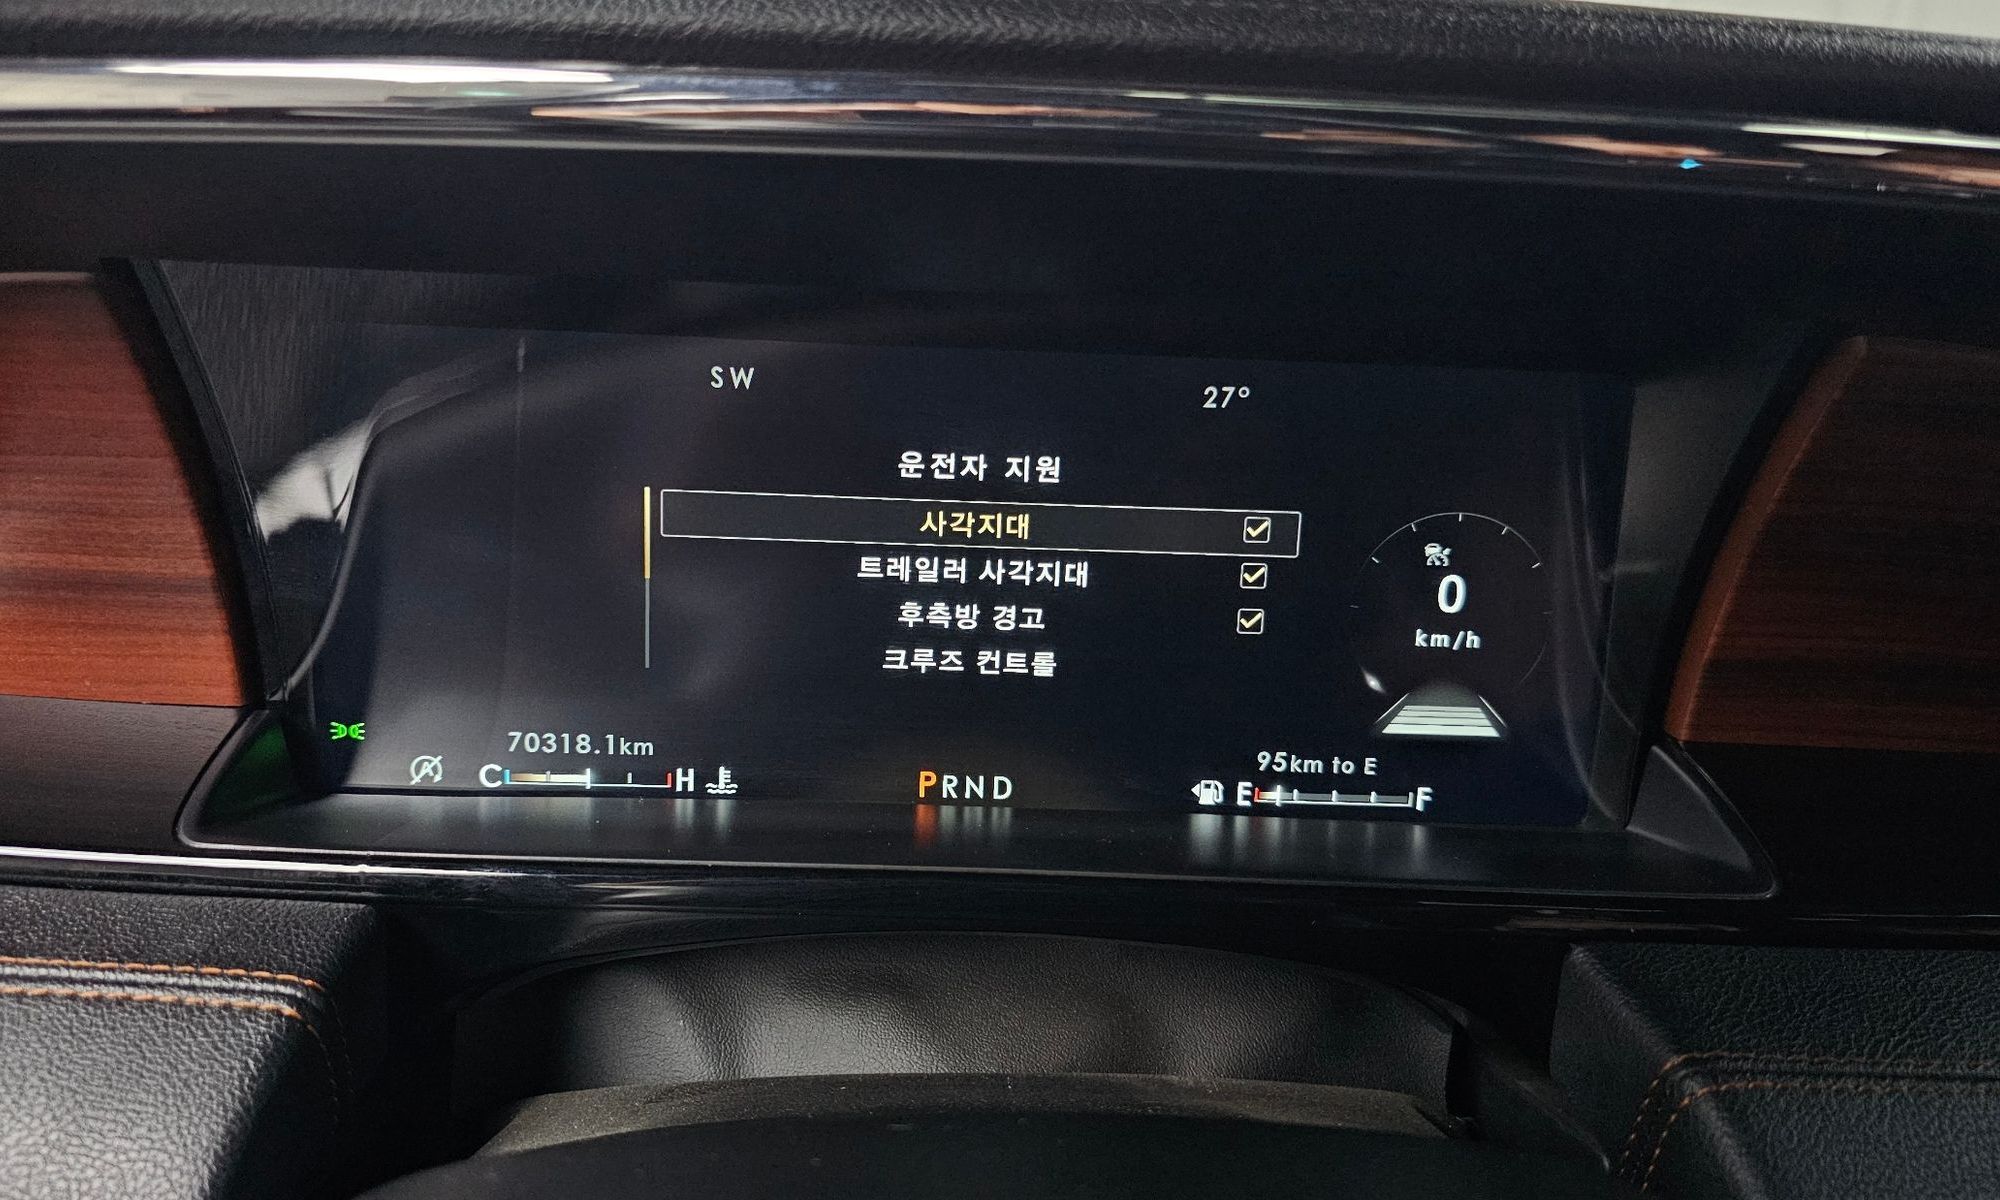 SW
27°
운전자 지원
사각지대
트레일러 사각지대
후측방 경고
크루즈 컨트롤
0
km/h
70318.1km
C H
PRND
95km to E
E F